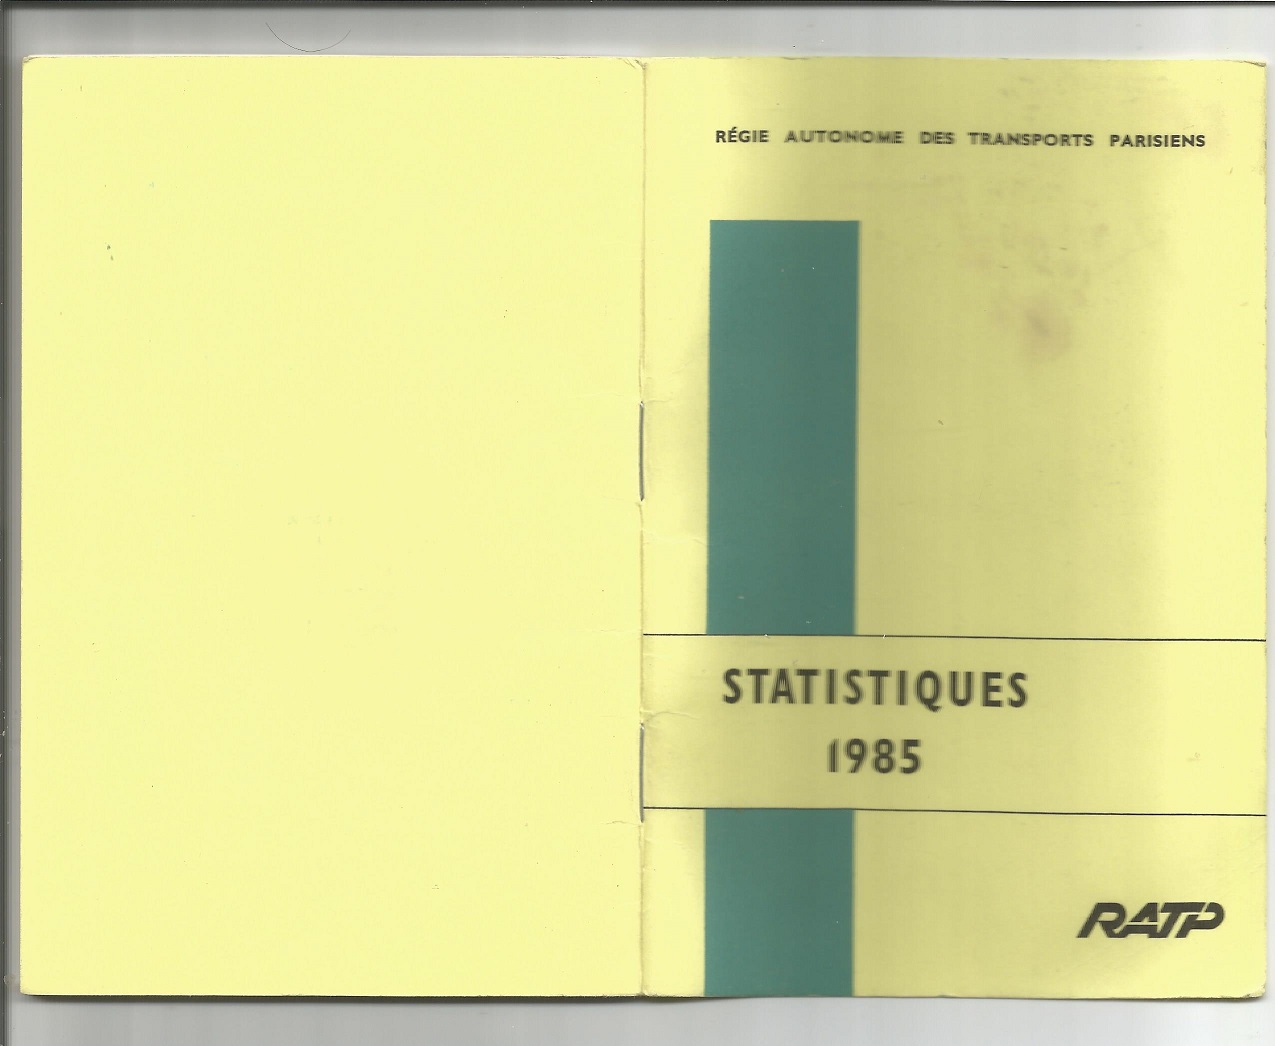 RÉGIE AUTONOME DES TRANSPORTS PARISIENS
STATISTIQUES
1985
RATP